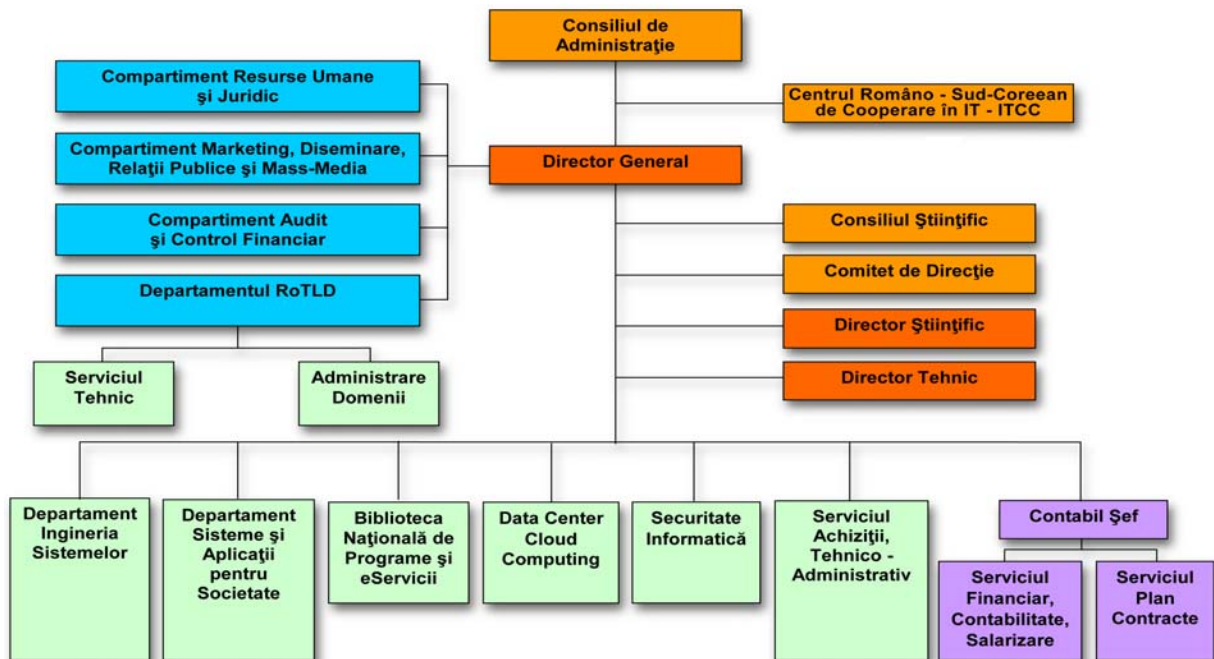 Consiliul de
Administraţie
Compartiment Resurse Umane
şi Juridic
Centrul Româno - Sud-Coreean
de Cooperare în IT - ITCC
Compartiment Marketing, Diseminare,
Relaţii Publice şi Mass-Media
Director General
Compartiment Audit
şi Control Financiar
Consiliul Ştiinţific
Comitet de Direcţie
Departamentul RoTLD
Director Ştiinţific
Serviciul
Tehnic
Administrare
Domenii
Director Tehnic
Departament
Ingineria
Sistemelor
Departament
Sisteme şi
Aplicaţii
pentru
Societate
Biblioteca
Naţională de
Programe şi
eServicii
Data Center
Cloud
Computing
Securitate
Informatică
Serviciul
Achiziţii,
Tehnico -
Administrativ
Contabil Şef
Serviciul
Financiar,
Contabilitate,
Salarizare
Serviciul
Plan
Contracte